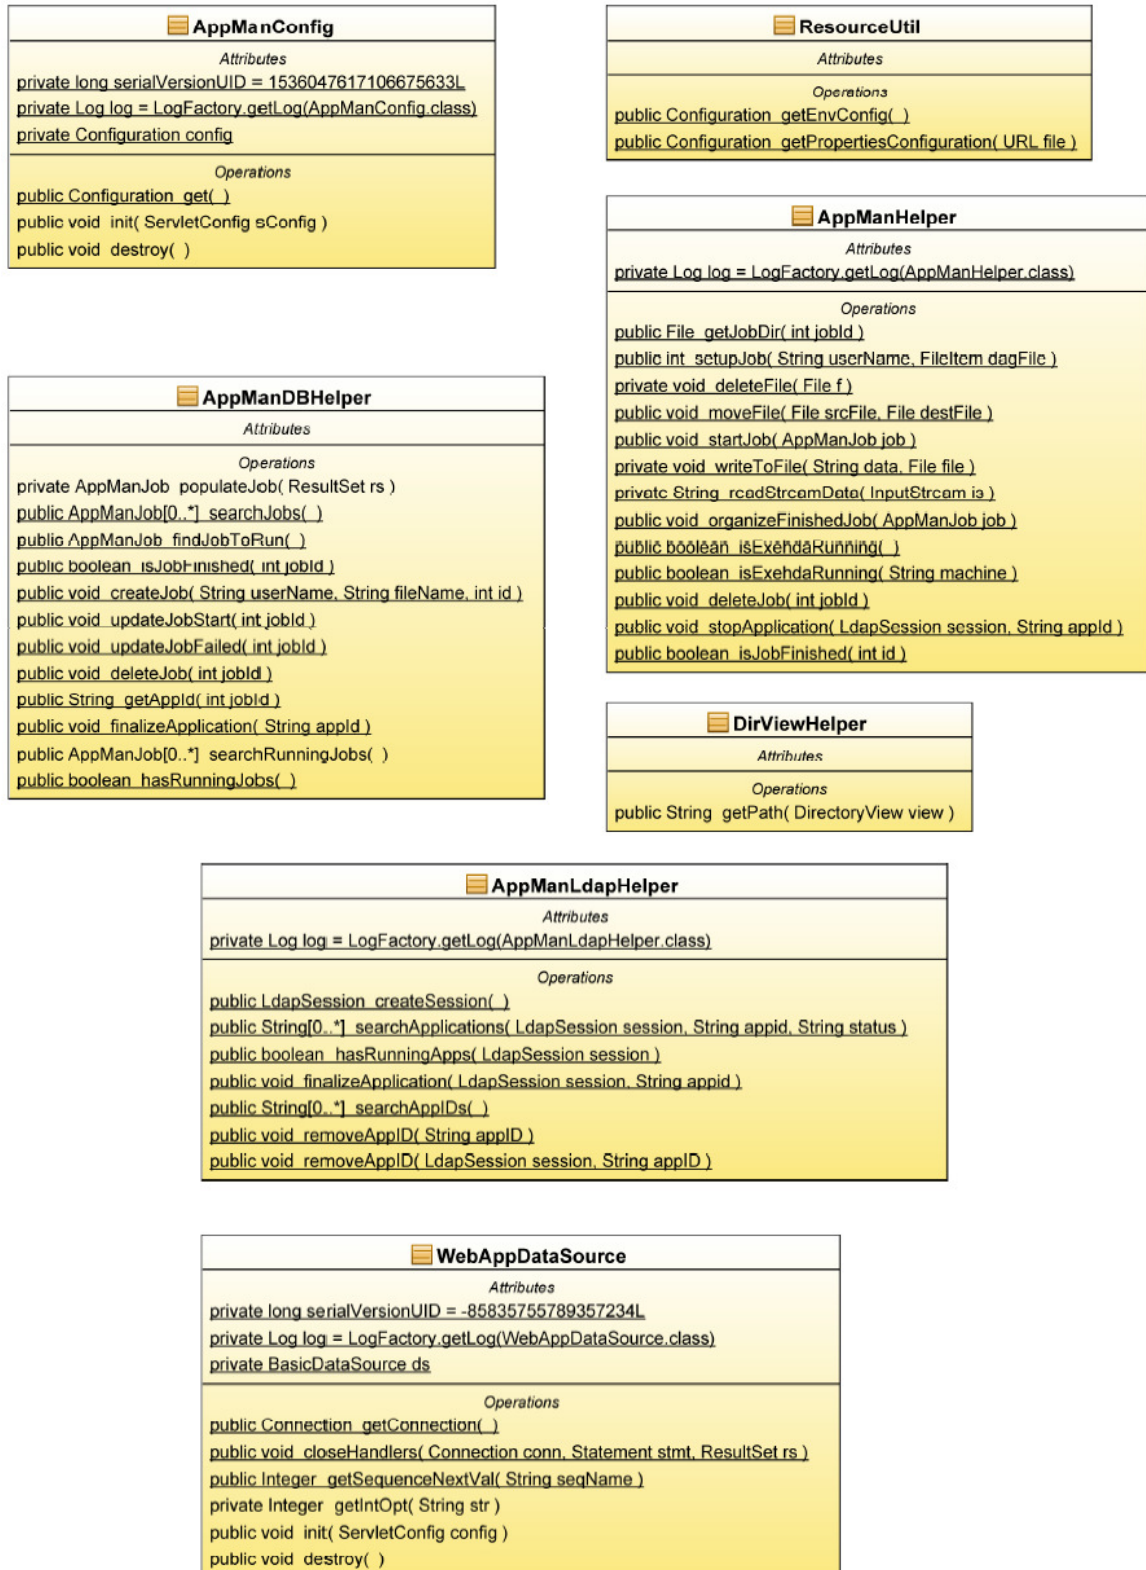 AppManConfig
Attributes
private long serialVersionUID = 1536047617106675633L
private Log log = LogFactory.getLog(AppManConfig.class)
private Configuration config
Operations
public Configuration get( )
public void init( ServletConfig sConfig )
public void destroy( )
ResourceUtil
Attributes
Operations
public Configuration getEnvConfig( )
public Configuration getPropertiesConfiguration( URL file )
AppManHelper
Attributes
private Log log = LogFactory.getLog(AppManHelper.class)
Operations
public File getJobDir( int jobId )
public int setupJob( String userName, FileItem dagFile )
private void deleteFile( File f )
public void moveFile( File srcFile, File destFile )
public void startJob( AppManJob job )
private void writeToFile( String data, File file )
private String readStreamData( InputStream is )
public void organizeFinishedJob( AppManJob job )
public boolean isExehdaRunning( )
public boolean isExehdaRunning( String machine )
public void deleteJob( int jobId )
public void stopApplication( LdapSession session, String appId )
public boolean isJobFinished( int id )
AppManDBHelper
Attributes
Operations
private AppManJob populateJob( ResultSet rs )
public AppManJob[0..*] searchJobs( )
public AppManJob findJobToRun( )
public boolean isJobFinished( int jobId )
public void createJob( String userName, String fileName, int id )
public void updateJobStart( int jobId )
public void updateJobFailed( int jobId )
public void deleteJob( int jobId )
public String getAppId( int jobId )
public void finalizeApplication( String appId )
public AppManJob[0..*] searchRunningJobs( )
public boolean hasRunningJobs( )
DirViewHelper
Attributes
Operations
public String getPath( DirectoryView view )
AppManLdapHelper
Attributes
private Log log = LogFactory.getLog(AppManLdapHelper.class)
Operations
public LdapSession createSession( )
public String[0..*] searchApplications( LdapSession session, String appid, String status )
public boolean hasRunningApps( LdapSession session )
public void finalizeApplication( LdapSession session, String appid )
public String[0..*] searchAppIDs( )
public void removeAppID( String appID )
public void removeAppID( LdapSession session, String appID )
WebAppDataSource
Attributes
private long serialVersionUID = -85835755789357234L
private Log log = LogFactory.getLog(WebAppDataSource.class)
private BasicDataSource ds
Operations
public Connection getConnection( )
public void closeHandlers( Connection conn, Statement stmt, ResultSet rs )
public Integer getSequenceNextVal( String seqName )
private Integer getIntOpt( String str )
public void init( ServletConfig config )
public void destroy( )